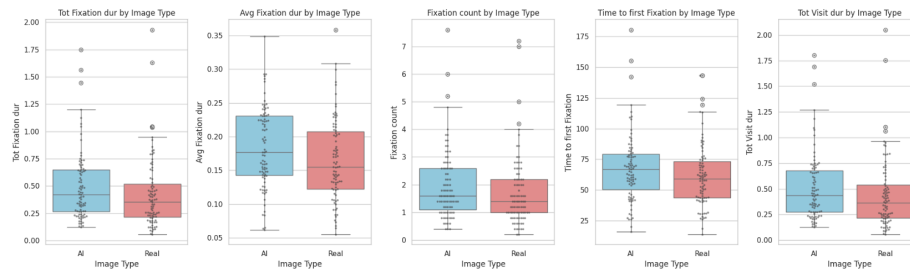 Tot Fixation dur by Image Type
Tot Fixation dur
2.00
1.75
1.50
1.25
1.00
0.75
0.50
0.25
0.00
AI Real
Image Type
Avg Fixation dur by Image Type
Avg Fixation dur
0.35
0.30
0.25
0.20
0.15
0.10
0.05
AI Real
Image Type
Fixation count by Image Type
Fixation count
7
6
5
4
3
2
1
0
AI Real
Image Type
Time to first Fixation by Image Type
Time to first Fixation
175
150
125
100
75
50
25
AI Real
Image Type
Tot Visit dur by Image Type
Tot Visit dur
2.00
1.75
1.50
1.25
1.00
0.75
0.50
0.25
0.00
AI Real
Image Type